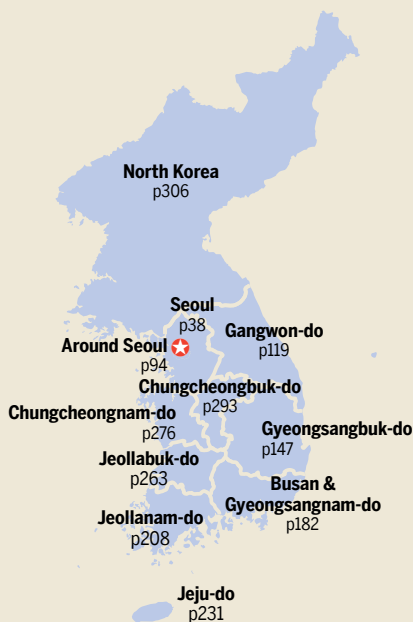 North Korea
p306
Seoul
p38
Gangwon-do
p119
Around Seoul
p94
Chungcheongbuk-do
p293
Chungcheongnam-do
p276
Gyeongsangbuk-do
p147
Jeollabuk-do
p263
Busan &
Gyeongsangnam-do
p182
Jeollanam-do
p208
Jeju-do
p231